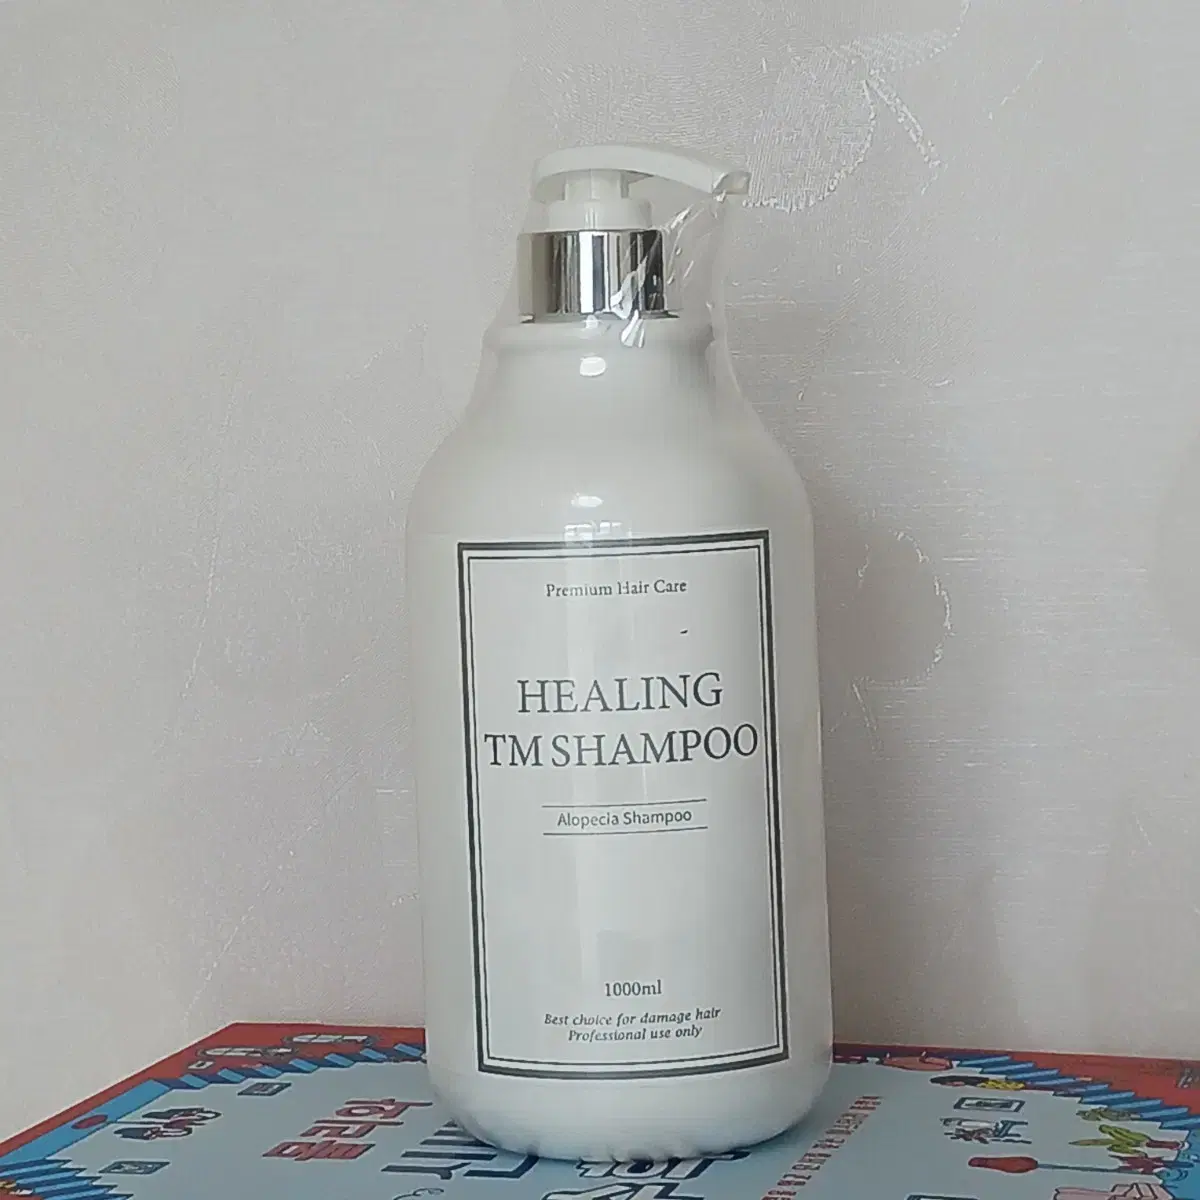 Premium Hair Care
HEALING
TM SHAMPOO
Alopecia Shampoo
1000ml
Best choice for damage hair
Professional use only